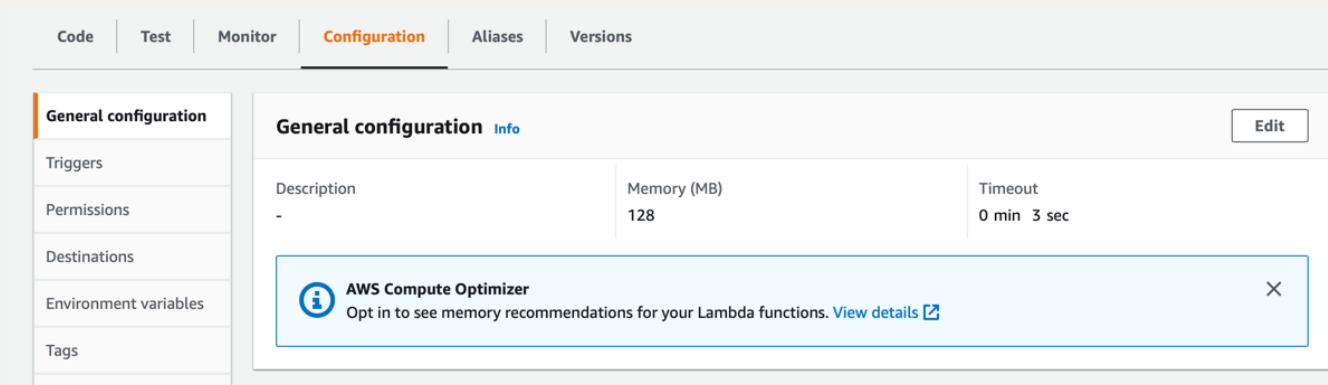 Code Test Monitor Configuration Aliases Versions
General configuration
Triggers
Permissions
Destinations
Environment variables
Tags
General configuration Info
Edit
Description
-
Memory (MB)
128
Timeout
0 min 3 sec
AWS Compute Optimizer
Opt in to see memory recommendations for your Lambda functions. View details